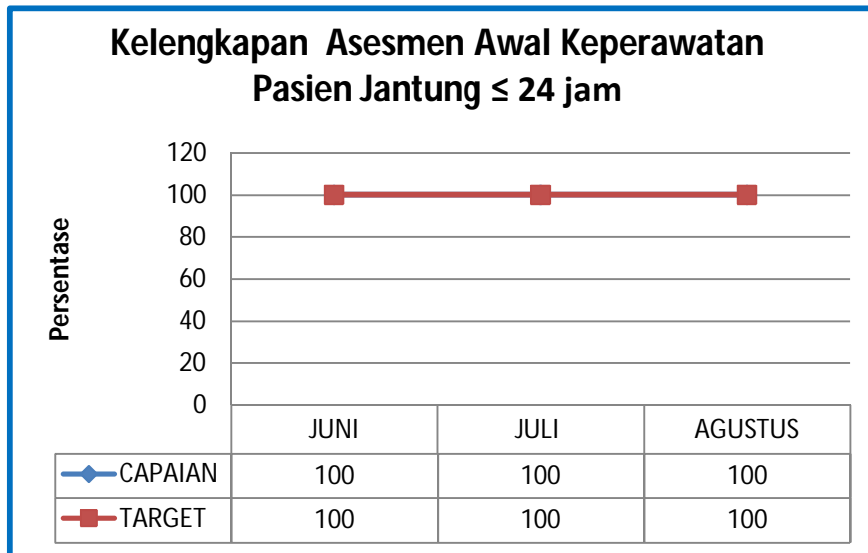 Kelengkapan Asesmen Awal Keperawatan
Pasien Jantung ≤ 24 jam
Persentase
120
100
80
60
40
20
0
JUNI JULI AGUSTUS
CAPAIAN 100 100 100
TARGET 100 100 100